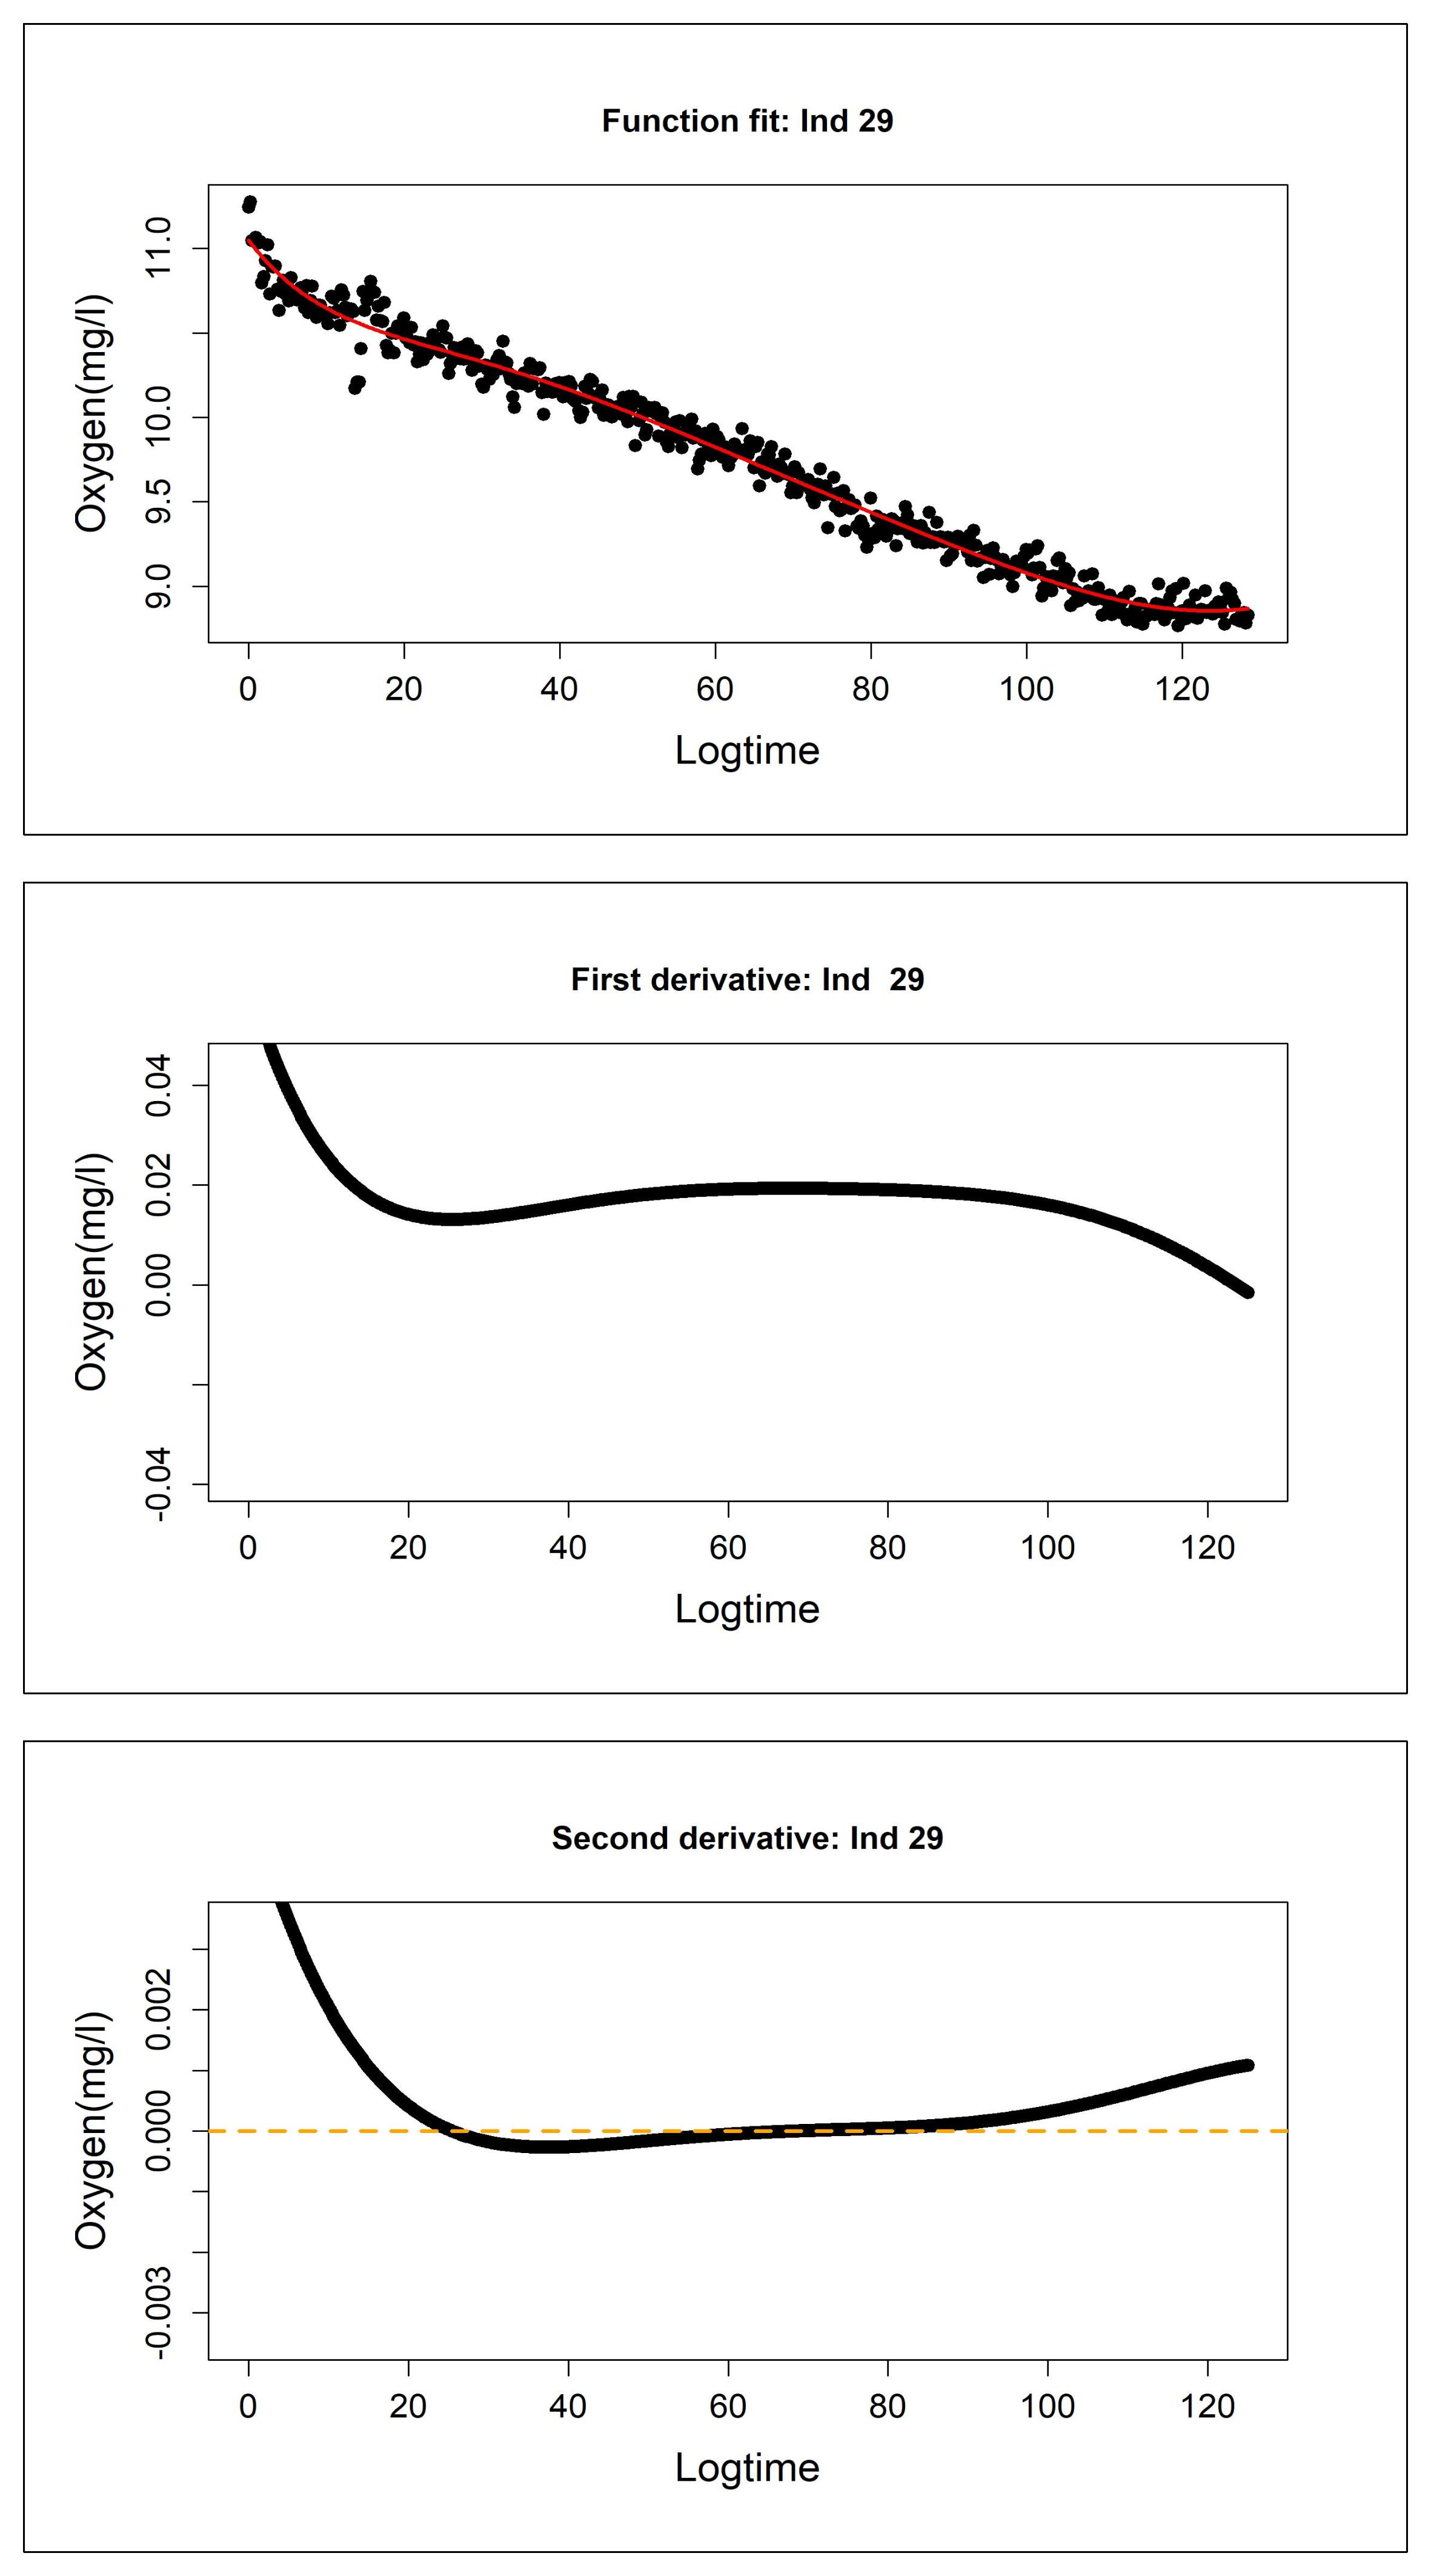 Function fit: Ind 29
Oxygen(mg/l)
11.0
10.0
9.5
9.0
0 20 40 60 80 100 120
Logtime
First derivative: Ind  29
Oxygen(mg/l)
0.04
0.02
0.00
-0.04
0 20 40 60 80 100 120
Logtime
Second derivative: Ind 29
Oxygen(mg/l)
0.002
0.000
-0.003
0 20 40 60 80 100 120
Logtime